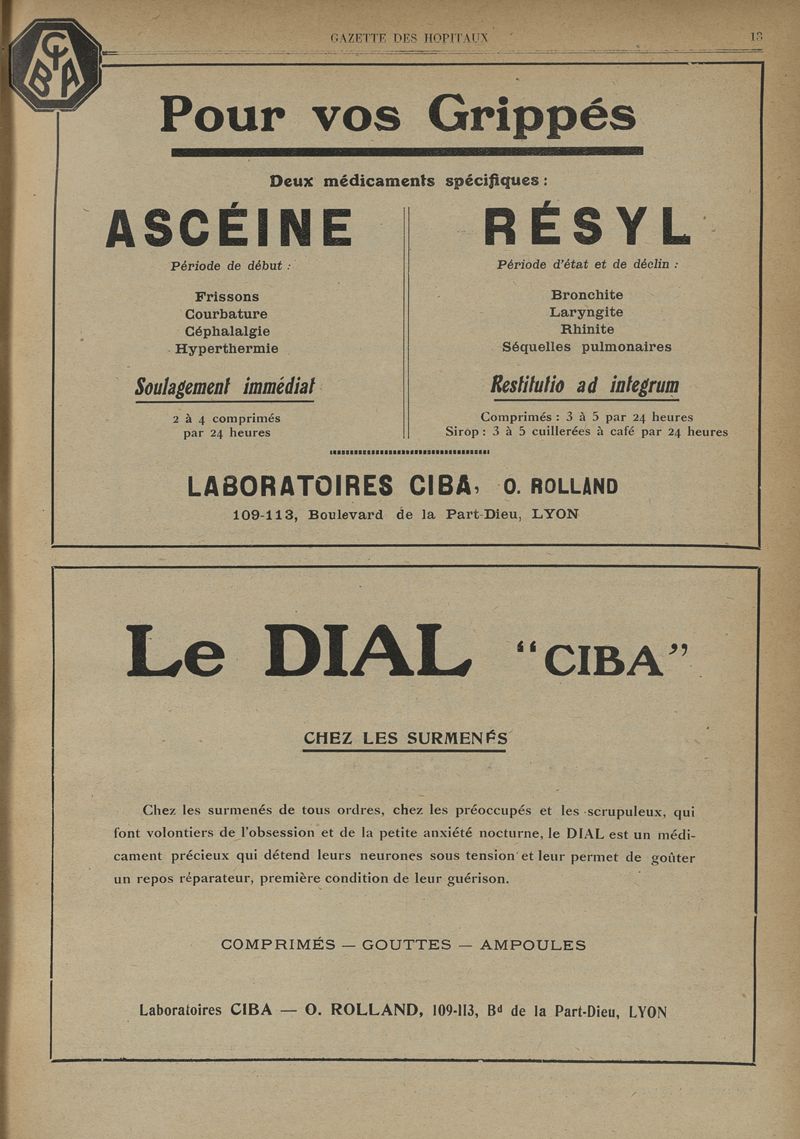 GAZETTE DES HOPITAUX
CIBA
Pour vos Grippés
Deux médicaments spécifiques :
ASCÉINE
Période de début :
Frissons
Courbature
Céphalalgie
Hyperthermie
Soulagement immédiat
2 à 4 comprimés
par 24 heures
RÉSYL
Période d'état et de déclin :
Bronchite
Laryngite
Rhinite
Séquelles pulmonaires
Restitutio ad integrum
Comprimés : 3 à 5 par 24 heures
Sirop : 3 à 5 cuillerées à café par 24 heures
LABORATOIRES CIBA, O. ROLLAND
109-113, Boulevard de la Part-Dieu, LYON
Le DIAL "CIBA"
CHEZ LES SURMENÉS
Chez les surmenés de tous ordres, chez les préoccupés et les scrupuleux, qui
font volontiers de l'obsession et de la petite anxiété nocturne, le DIAL est un médi-
cament précieux qui détend leurs neurones sous tension et leur permet de goûter
un repos réparateur, première condition de leur guérison.
COMPRIMÉS — GOUTTES — AMPOULES
Laboratoires CIBA — O. ROLLAND, 109-113, Bd de la Part-Dieu, LYON